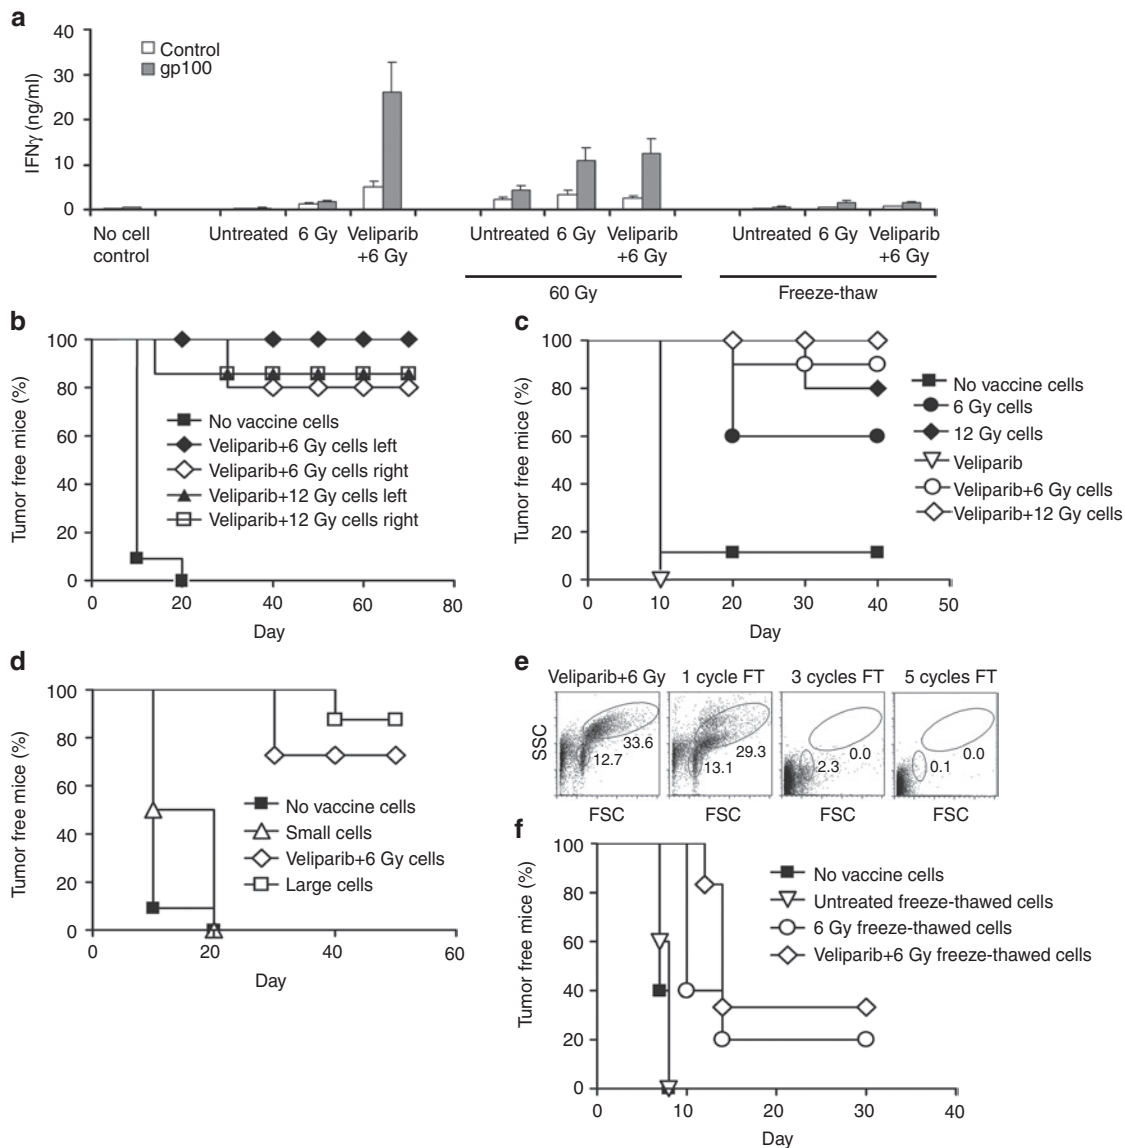 a
40
30
20
10
0
IFNγ (ng/ml)
Control
gp100
No cell control
Untreated 6 Gy Veliparib +6 Gy
Untreated 6 Gy Veliparib +6 Gy
60 Gy
Untreated 6 Gy Veliparib +6 Gy
Freeze-thaw
b
100
80
60
40
20
0
Tumor free mice (%)
No vaccine cells
Veliparib+6 Gy cells left
Veliparib+6 Gy cells right
Veliparib+12 Gy cells left
Veliparib+12 Gy cells right
0 20 40 60 80
Day
c
100
80
60
40
20
0
Tumor free mice (%)
No vaccine cells
6 Gy cells
12 Gy cells
Veliparib
Veliparib+6 Gy cells
Veliparib+12 Gy cells
0 10 20 30 40 50
Day
d
100
80
60
40
20
0
Tumor free mice (%)
No vaccine cells
Small cells
Veliparib+6 Gy cells
Large cells
0 20 40 60
Day
e
Veliparib+6 Gy 1 cycle FT 3 cycles FT 5 cycles FT
SSC
33.6
12.7
29.3
13.1
0.0
2.3
0.0
0.1
FSC FSC FSC FSC
f
100
80
60
40
20
0
Tumor free mice (%)
No vaccine cells
Untreated freeze-thawed cells
6 Gy freeze-thawed cells
Veliparib+6 Gy freeze-thawed cells
0 10 20 30 40
Day